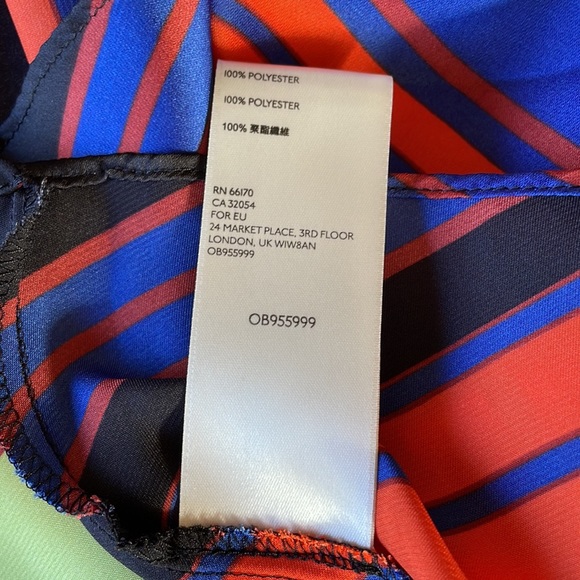 100% POLYESTER
100% POLYESTER
100% 聚酯纖維
RN 66170
CA 32054
FOR EU
24 MARKET PLACE, 3RD FLOOR
LONDON, UK W1W8AN
OB955999
OB955999